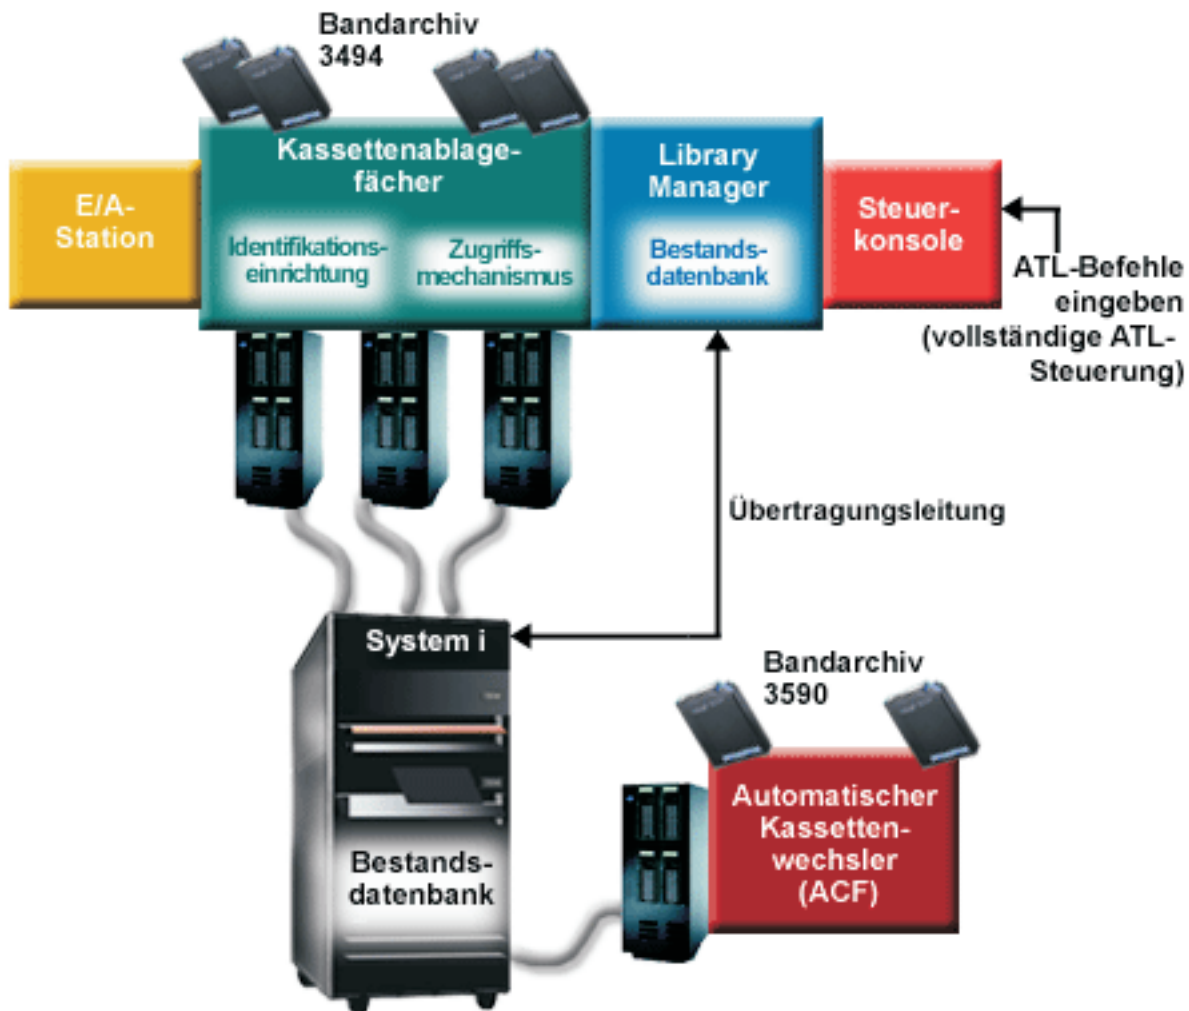 Bandarchiv
3494
Kassettenablage-
fächer
Library
Manager
E/A-
Station
Steuer-
konsole
Identifikations-
einrichtung
Zugriffs-
mechanismus
Bestands-
datenbank
ATL-Befehle
eingeben
(vollständige ATL-
Steuerung)
Übertragungsleitung
System i
Bandarchiv
3590
Automatischer
Kassetten-
wechsler
(ACF)
Bestands-
datenbank